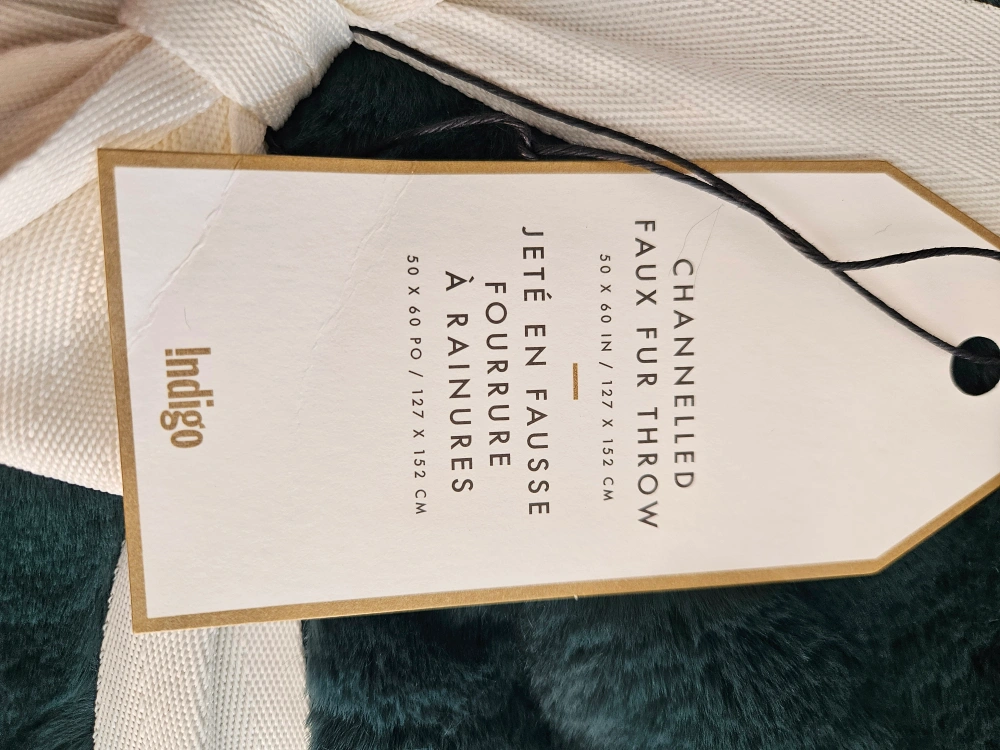 CHANNELLED
FAUX FUR THROW
50 X 60 IN / 127 X 152 CM
JETÉ EN FAUSSE
FOURRURE
À RAINURES
50 X 60 PO / 127 X 152 CM
!ndigo